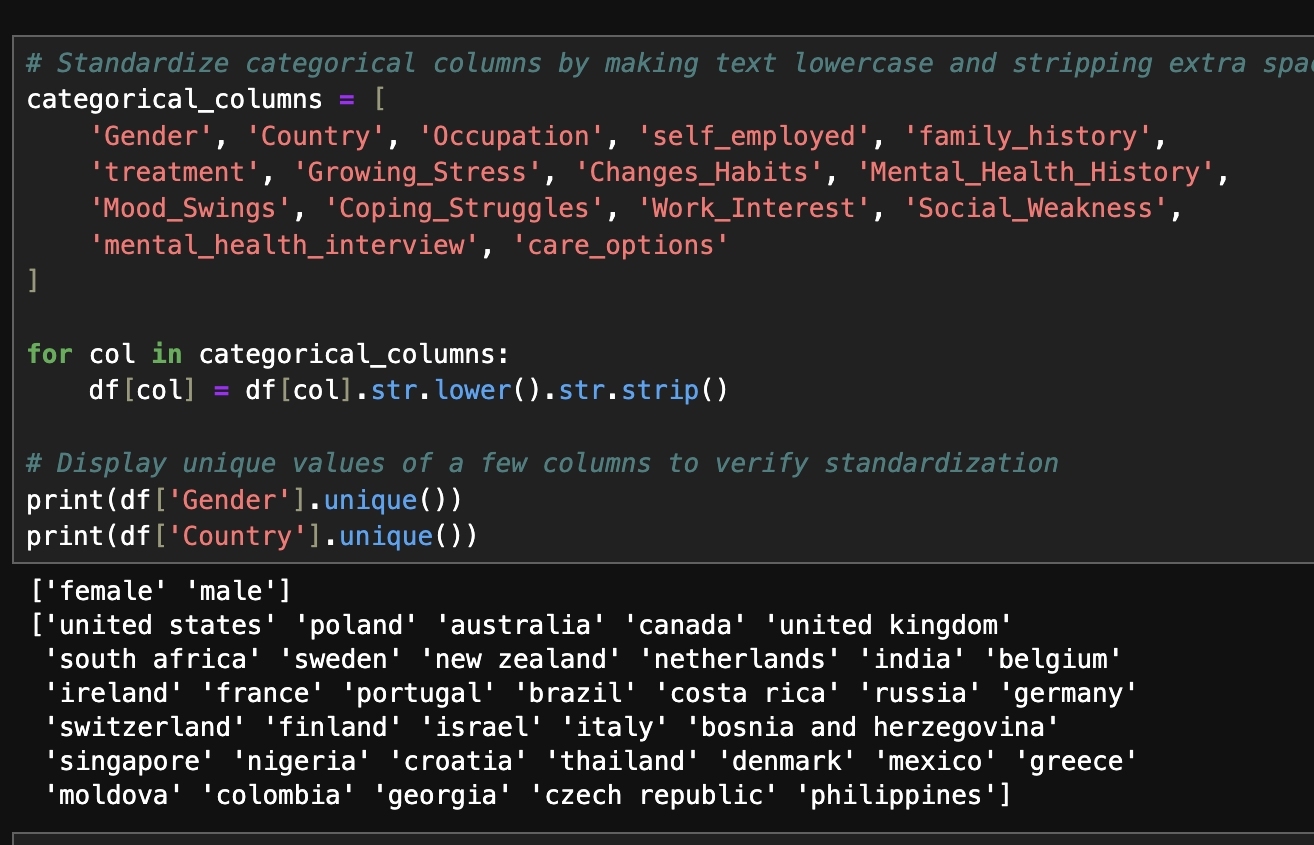 # Standardize categorical columns by making text lowercase and stripping extra
categorical_columns = [
    'Gender', 'Country', 'Occupation', 'self_employed', 'family_history',
    'treatment', 'Growing_Stress', 'Changes_Habits', 'Mental_Health_History',
    'Mood_Swings', 'Coping_Struggles', 'Work_Interest', 'Social_Weakness',
    'mental_health_interview', 'care_options'
]
for col in categorical_columns:
    df[col] = df[col].str.lower().str.strip()
# Display unique values of a few columns to verify standardization
print(df['Gender'].unique())
print(df['Country'].unique())
['female' 'male']
['united states' 'poland' 'australia' 'canada' 'united kingdom'
 'south africa' 'sweden' 'new zealand' 'netherlands' 'india' 'belgium'
 'ireland' 'france' 'portugal' 'brazil' 'costa rica' 'russia' 'germany'
 'switzerland' 'finland' 'israel' 'italy' 'bosnia and herzegovina'
 'singapore' 'nigeria' 'croatia' 'thailand' 'denmark' 'mexico' 'greece'
 'moldova' 'colombia' 'georgia' 'czech republic' 'philippines']